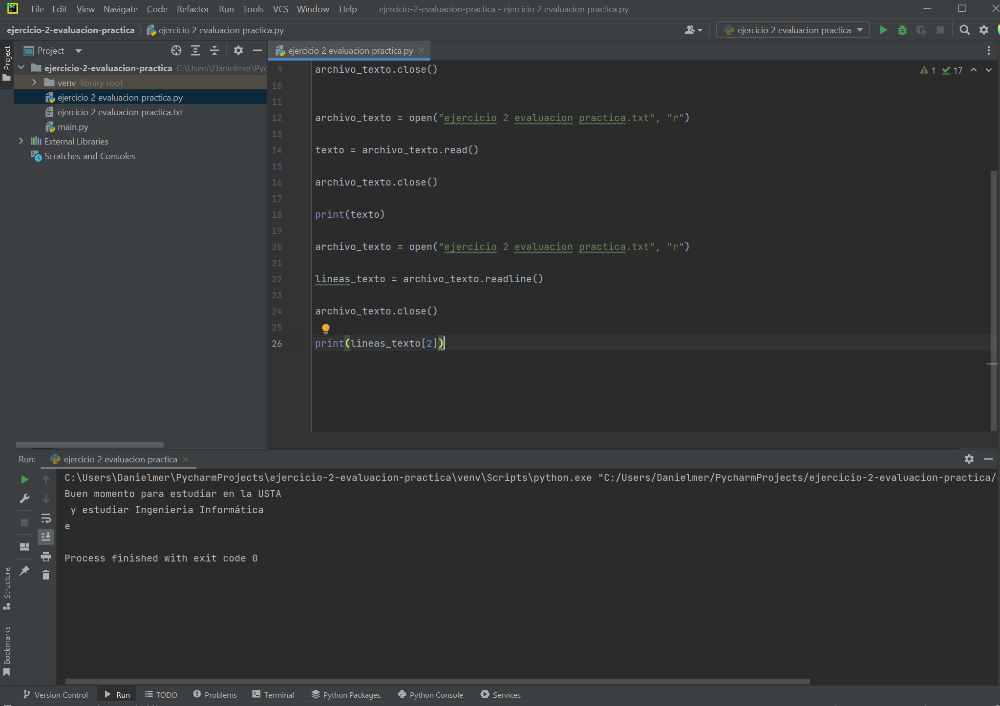 PC
File Edit View Navigate Code Refactor Run Tools VCS Window Help ejercicio-2-evaluacion-practica - ejercicio 2 evaluacion practica.py
ejercicio-2-evaluacion-practica ejercicio 2 evaluacion practica.py ejercicio 2 evaluacion practica
Project
Project
ejercicio 2 evaluacion practica.py
ejercicio-2-evaluacion-practica C:\Users\Danielmer\Pyc
venv library root
ejercicio 2 evaluacion practica.py
ejercicio 2 evaluacion practica.txt
main.py
External Libraries
Scratches and Consoles
1 17
9 archivo_texto.close()
10
11
12 archivo_texto = open("ejercicio 2 evaluacion practica.txt", "r")
13
14 texto = archivo_texto.read()
15
16 archivo_texto.close()
17
18 print(texto)
19
20 archivo_texto = open("ejercicio 2 evaluacion practica.txt", "r")
21
22 lineas_texto = archivo_texto.readline()
23
24 archivo_texto.close()
25
26 print(lineas_texto[2])
Run: ejercicio 2 evaluacion practica
C:\Users\Danielmer\PycharmProjects\ejercicio-2-evaluacion-practica\venv\Scripts\python.exe "C:/Users/Danielmer/PycharmProjects/ejercicio-2-evaluacion-practica/
Buen momento para estudiar en la USTA
y estudiar Ingenieria Informática
e
Process finished with exit code 0
Structure
Bookmarks
Version Control Run TODO Problems Terminal Python Packages Python Console Services